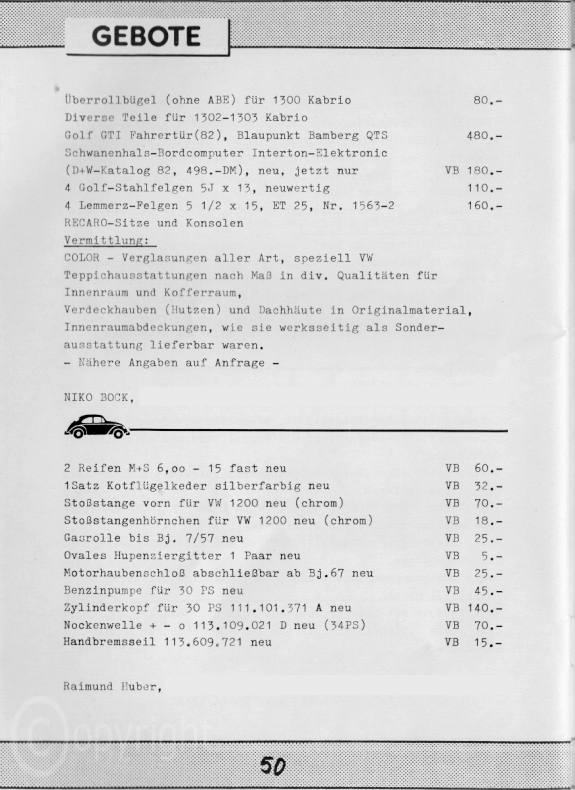 GEBOTE
Überrollbügel (ohne ABE) für 1300 Kabrio 80.-
Diverse Teile für 1302-1303 Kabrio
Golf GTI Fahrertür(82), Blaupunkt Bamberg QTS 480.-
Schwanenhals-Bordcomputer Interton-Elektronic
(D+W-Katalog 82, 498.-DM), neu, jetzt nur VB 180.-
4 Golf-Stahlfelgen 5J x 13, neuwertig 110.-
4 Lemmerz-Felgen 5 1/2 x 15, ET 25, Nr. 1563-2 160.-
RECARO-Sitze und Konsolen
Vermittlung:
COLOR - Verglasungen aller Art, speziell VW
Teppichausstattungen nach Maß in div. Qualitäten für
Innenraum und Kofferraum,
Verdeckhauben (Hutzen) und Dachhäute in Originalmaterial,
Innenraumabdeckungen, wie sie werksseitig als Sonder-
ausstattung lieferbar waren.
- Nähere Angaben auf Anfrage -
NIKO BOCK,
2 Reifen M+S 6,oo - 15 fast neu VB 60.-
1Satz Kotflügelkeder silberfarbig neu VB 32.-
Stoßstange vorn für VW 1200 neu (chrom) VB 70.-
Stoßstangenhörnchen für VW 1200 neu (chrom) VB 18.-
Gasrolle bis Bj. 7/57 neu VB 25.-
Ovales Hupenziergitter 1 Paar neu VB 5.-
Motorhaubenschloß abschließbar ab Bj.67 neu VB 25.-
Benzinpumpe für 30 PS neu VB 45.-
Zylinderkopf für 30 PS 111.101.371 A neu VB 140.-
Nockenwelle + - o 113.109.021 D neu (34PS) VB 70.-
Handbremsseil 113.609.721 neu VB 15.-
Raimund Huber,
Copyright
50